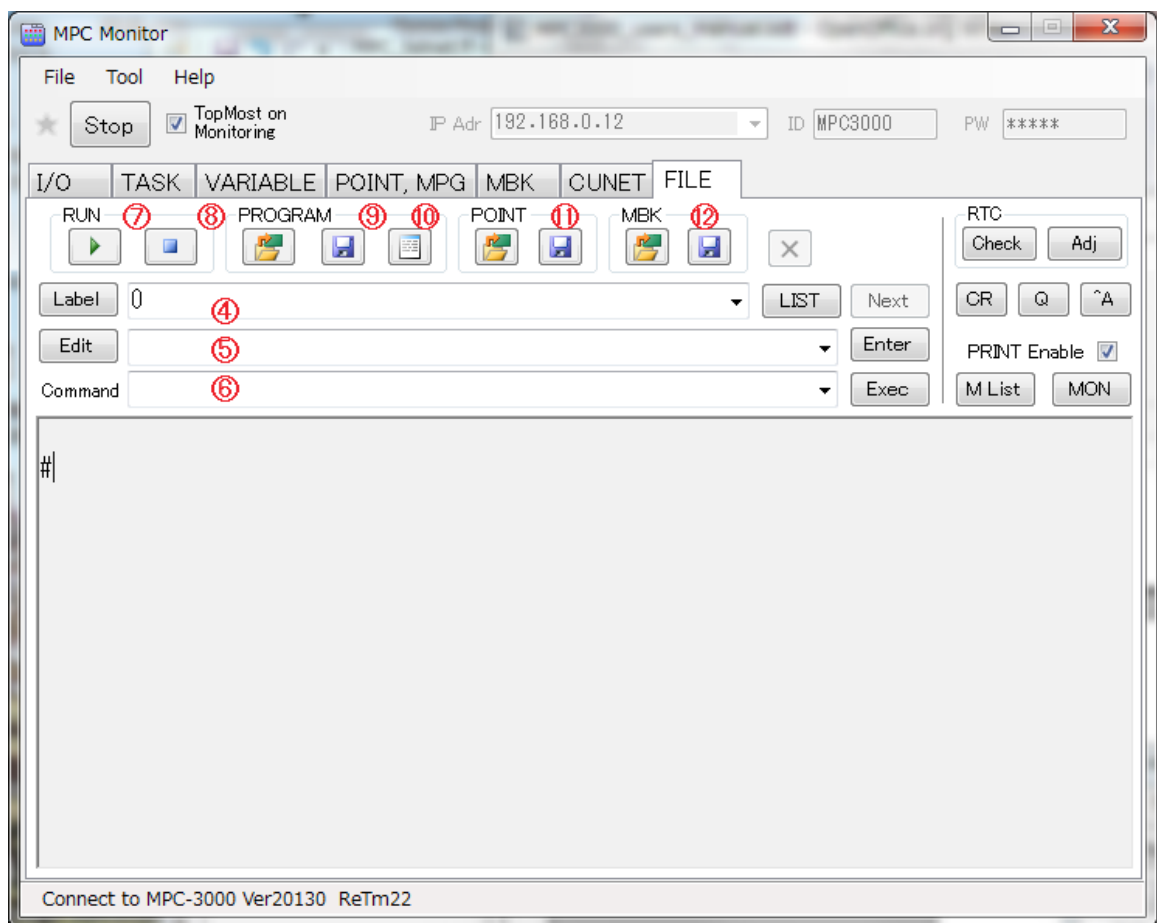 MPC Monitor
File Tool Help
Stop TopMost on Monitoring IP Adr 192.168.0.12 ID MPC3000 PW *****
I/O TASK VARIABLE POINT, MPG MBK CUNET FILE
RUN ⑦ ⑧ PROGRAM ⑨ ⑩ POINT ⑪ MBK ⑫ RTC
Check Adj
Label 0 ④ LIST Next CR Q ^A
Edit ⑤ Enter PRINT Enable
Command ⑥ Exec M List MON
#
Connect to MPC-3000 Ver20130 ReTm22